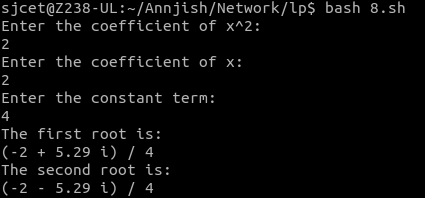 sjcet@Z238-UL:~/Annjish/Network/lp$ bash 8.sh
Enter the coefficient of x^2:
2
Enter the coefficient of x:
2
Enter the constant term:
4
The first root is:
(-2 + 5.29 i) / 4
The second root is:
(-2 - 5.29 i) / 4